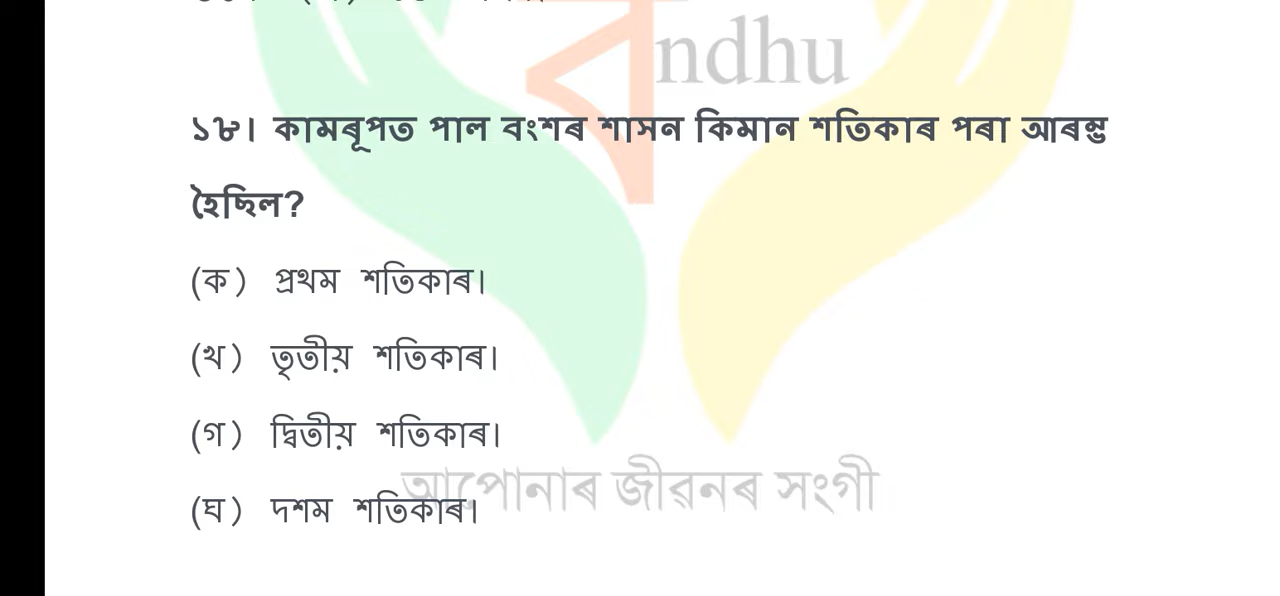 ndhu
১৮। কামৰূপত পাল বংশৰ শাসন কিমান শতিকাৰ পৰা আৰম্ভ
হৈছিল?
(ক) প্ৰথম শতিকাৰ।
(খ) তৃতীয় শতিকাৰ।
(গ) দ্বিতীয় শতিকাৰ।
আপোনাৰ জীৱনৰ সংগী
(ঘ) দশম শতিকাৰ।